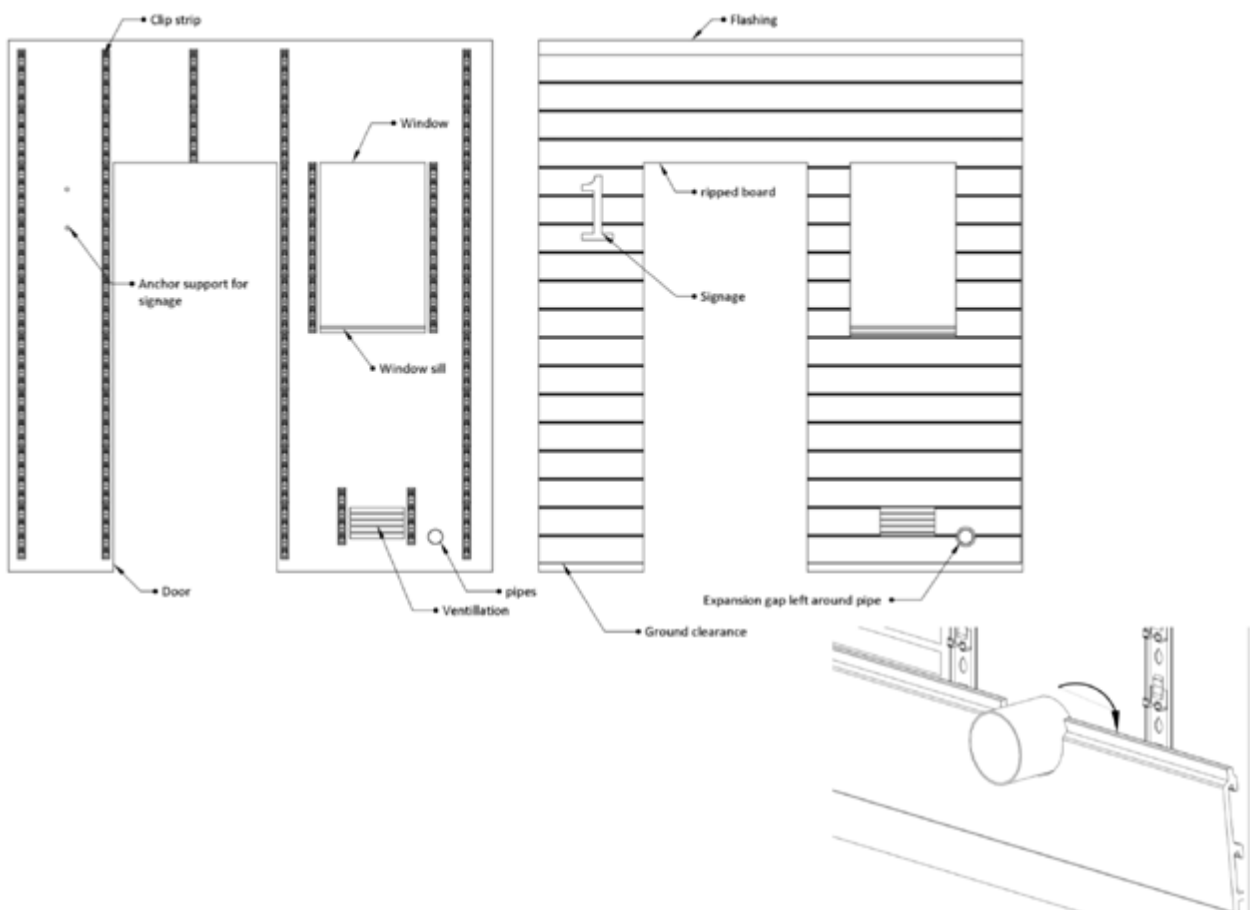 Clip strip
Flashing
Window
ripped board
1
Anchor support for
signage
Signage
Window sill
Door
pipes
Ventillation
Expansion gap left around pipe
Ground clearance